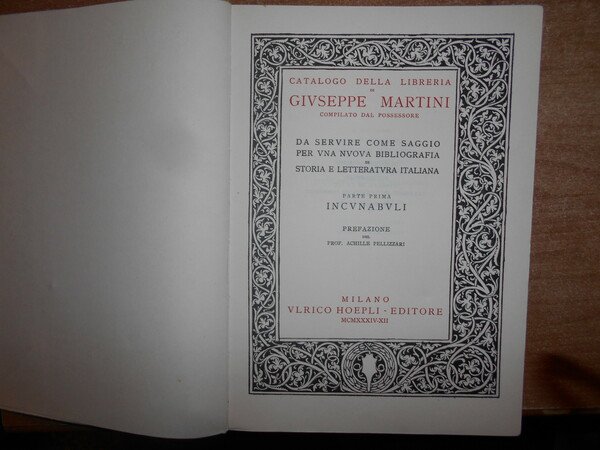 CATALOGO DELLA LIBRERIA
DI
GIVSEPPE MARTINI
COMPILATO DAL POSSESSORE
DA SERVIRE COME SAGGIO
PER VNA NVOVA BIBLIOGRAFIA
DI
STORIA E LETTERATVRA ITALIANA
PARTE PRIMA
INCVNABVLI
PREFAZIONE
DEL
PROF. ACHILLE PELLIZZARI
MILANO
VLRICO HOEPLI - EDITORE
MCMXXXIV-XII